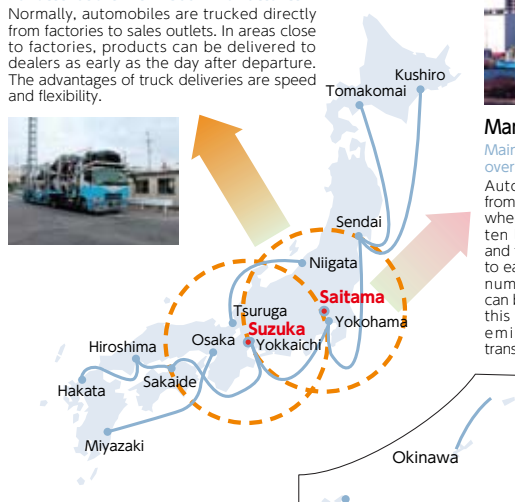 Normally, automobiles are trucked directly
from factories to sales outlets. In areas close
to factories, products can be delivered to
dealers as early as the day after departure.
The advantages of truck deliveries are speed
and flexibility.
Kushiro
Tomakomai
Sendai
Niigata
Saitama
Tsuruga
Yokohama
Suzuka
Osaka
Yokkaichi
Hiroshima
Sakaide
Hakata
Miyazaki
Okinawa
Mar
Main
over
Auto
from
whe
ten
and
to ea
num
can b
this
emi
trans